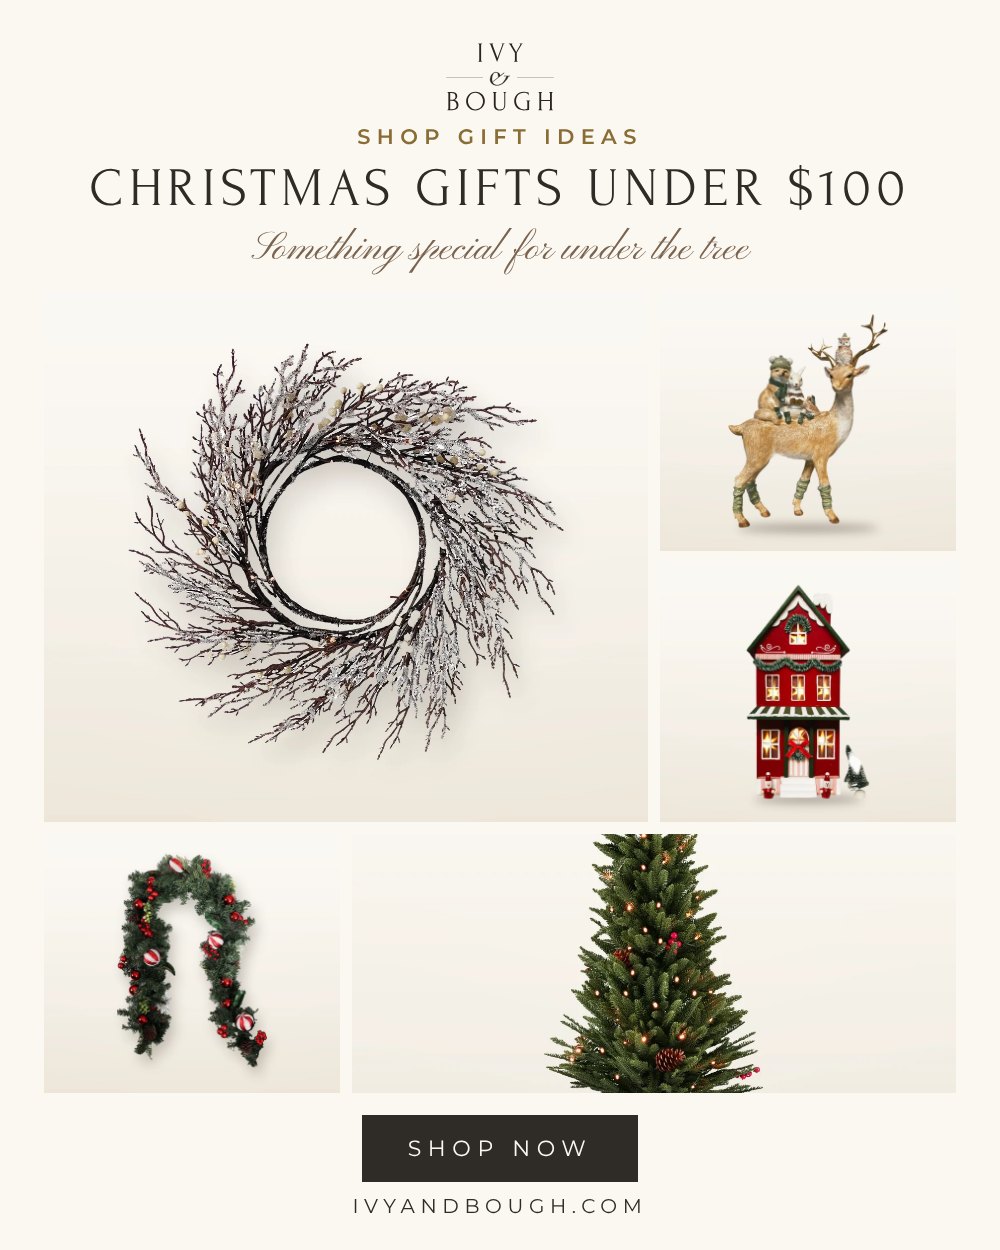 IVY
&
BOUGH
SHOP GIFT IDEAS
CHRISTMAS GIFTS UNDER $100
Something special for under the tree
SHOP NOW
IVYANDBOUGH.COM